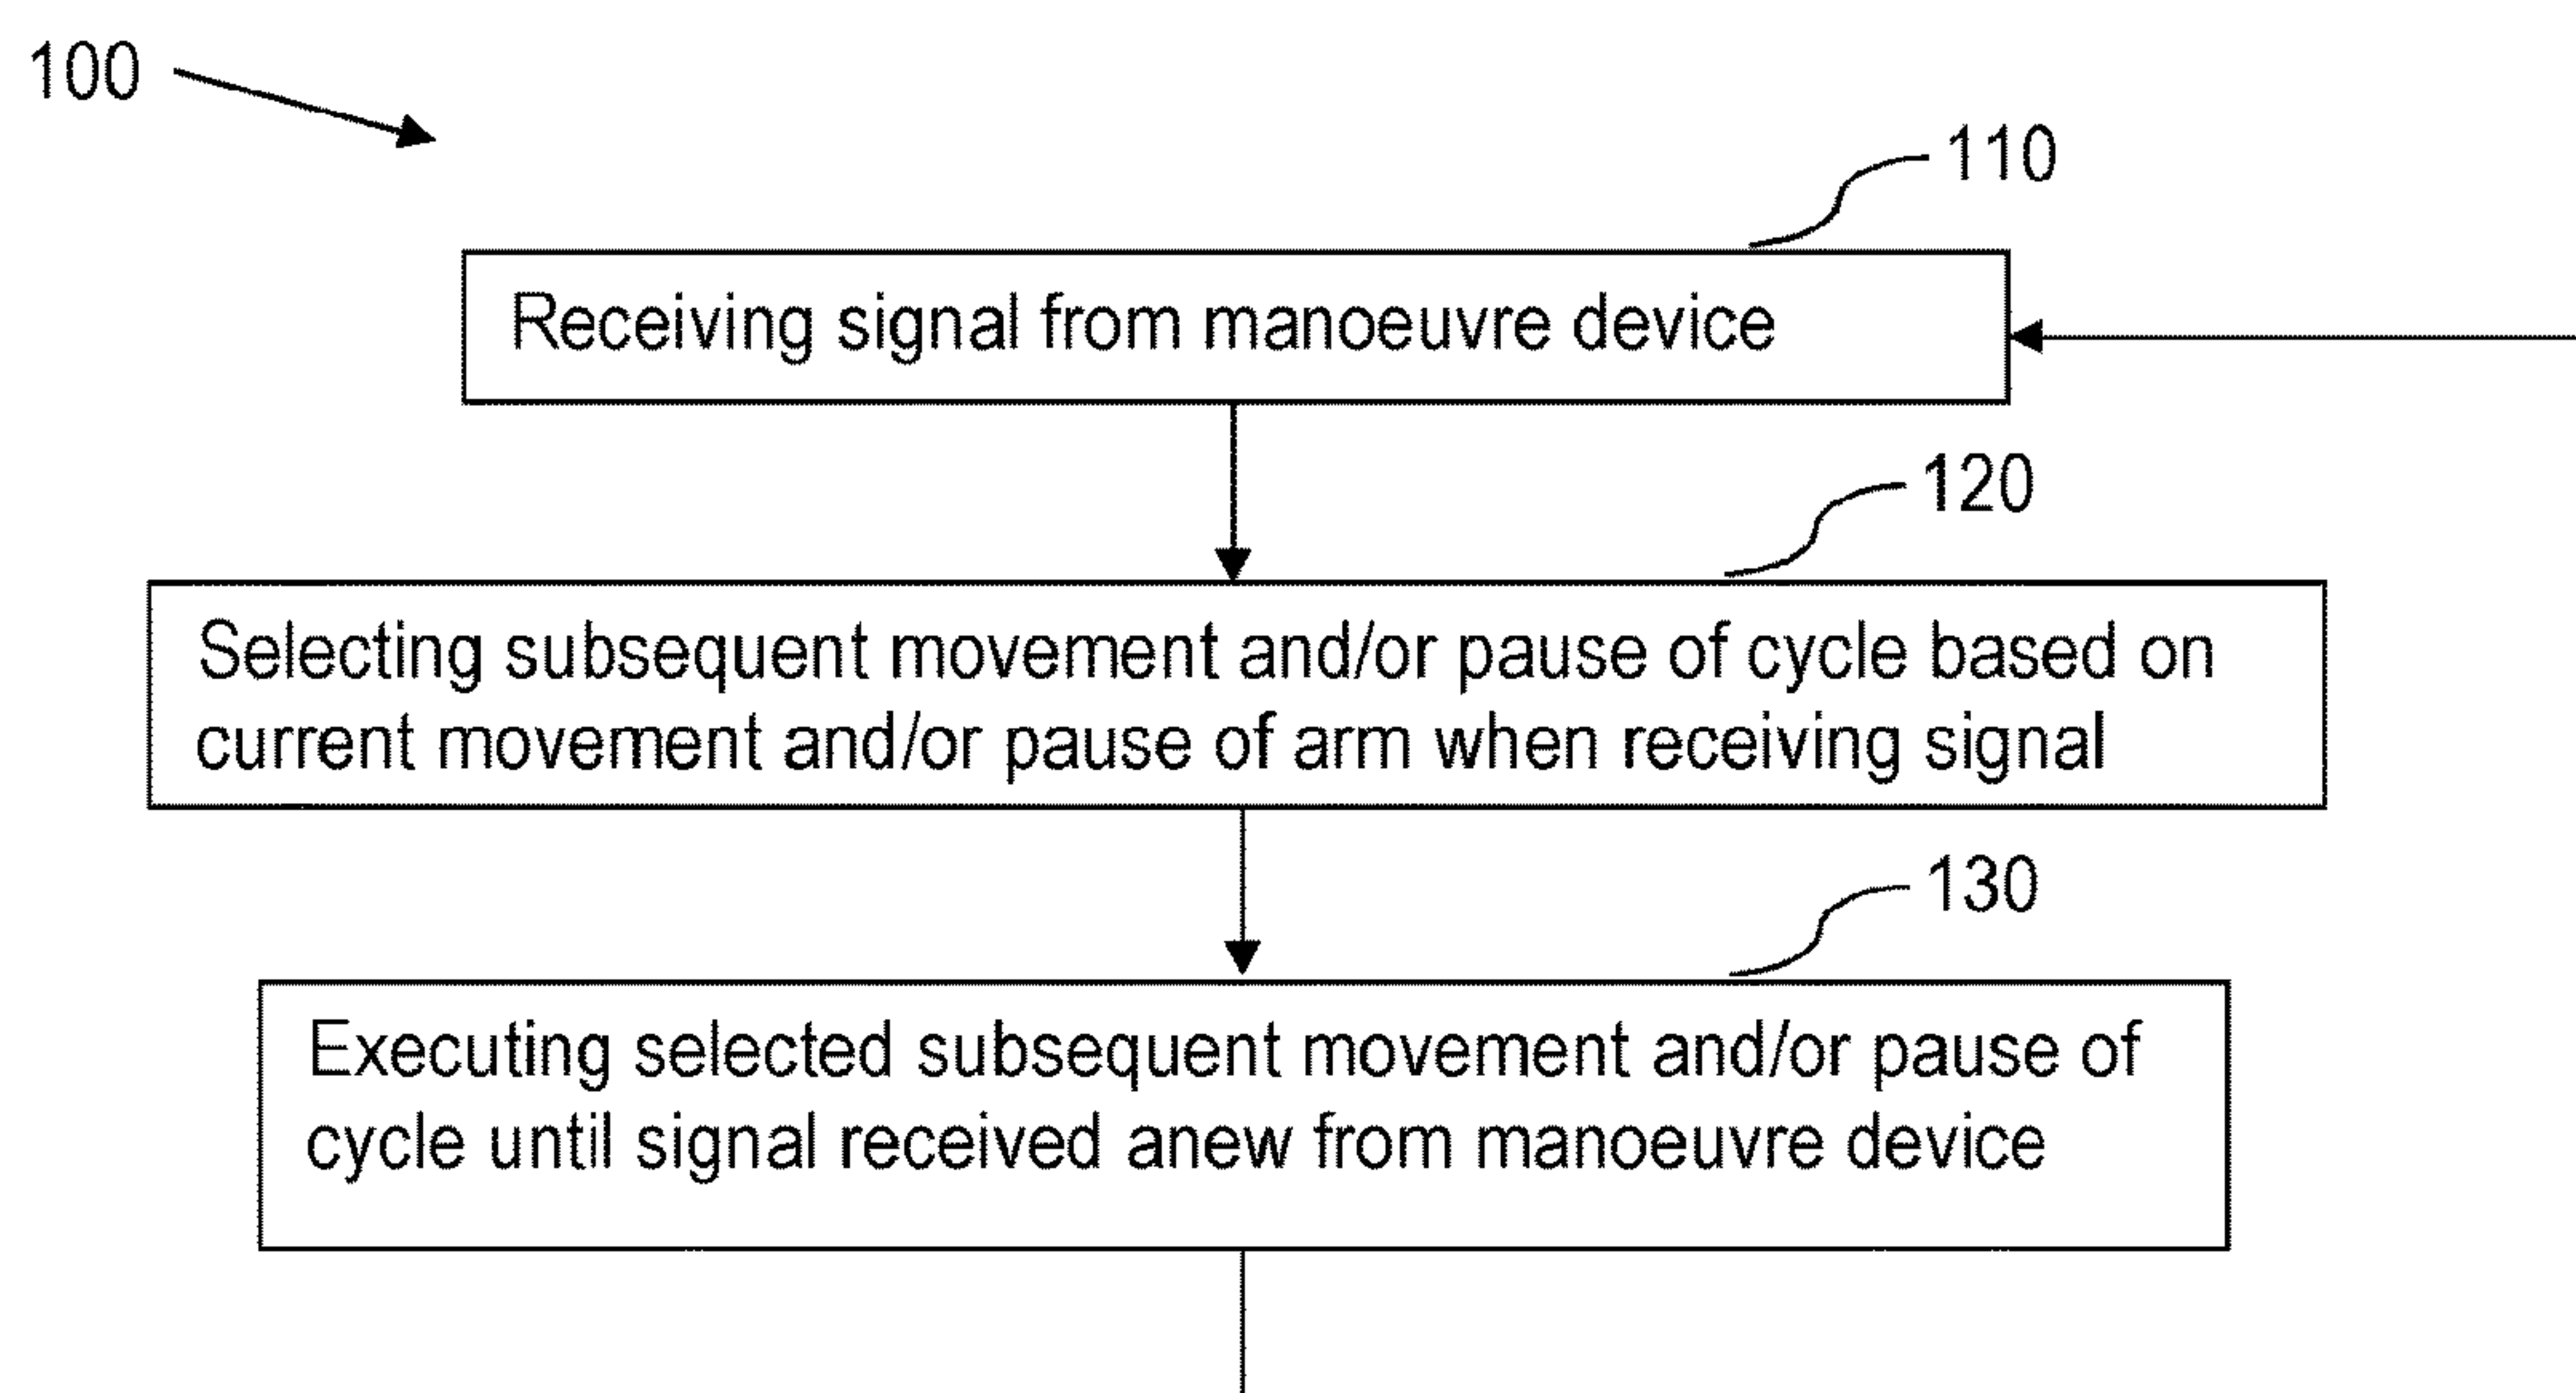 100
110
Receiving signal from manoeuvre device
120
Selecting subsequent movement and/or pause of cycle based on
current movement and/or pause of arm when receiving signal
130
Executing selected subsequent movement and/or pause of
cycle until signal received anew from manoeuvre device